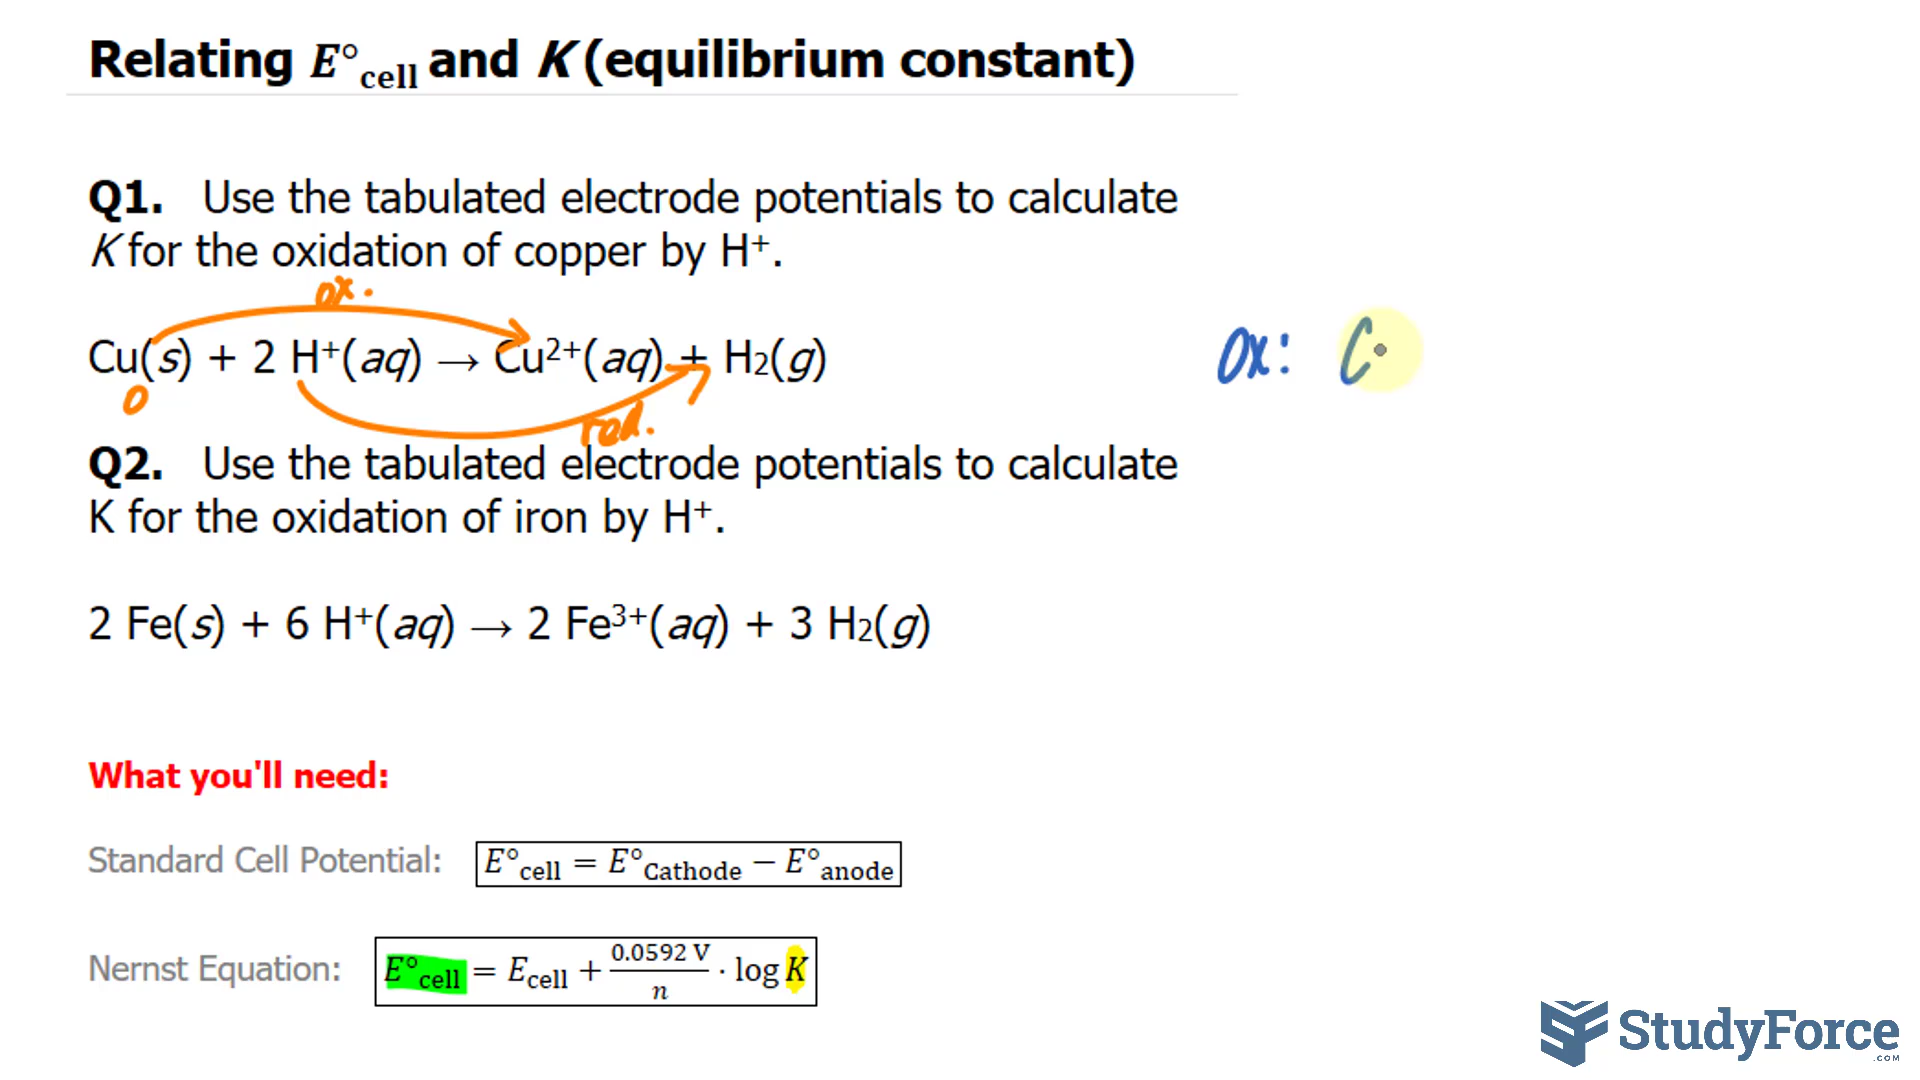 Relating E°cell and K (equilibrium constant)
Q1. Use the tabulated electrode potentials to calculate
K for the oxidation of copper by H⁺.
ox.
Cu(s) + 2 H⁺(aq) → Cu²⁺(aq) + H₂(g)
ox: C
0
red.
Q2. Use the tabulated electrode potentials to calculate
K for the oxidation of iron by H⁺.
2 Fe(s) + 6 H⁺(aq) → 2 Fe³⁺(aq) + 3 H₂(g)
What you'll need:
Standard Cell Potential: E°cell = E°Cathode − E°anode
Nernst Equation: E°cell = Ecell + 0.0592 V / n · log K
StudyForce
.COM